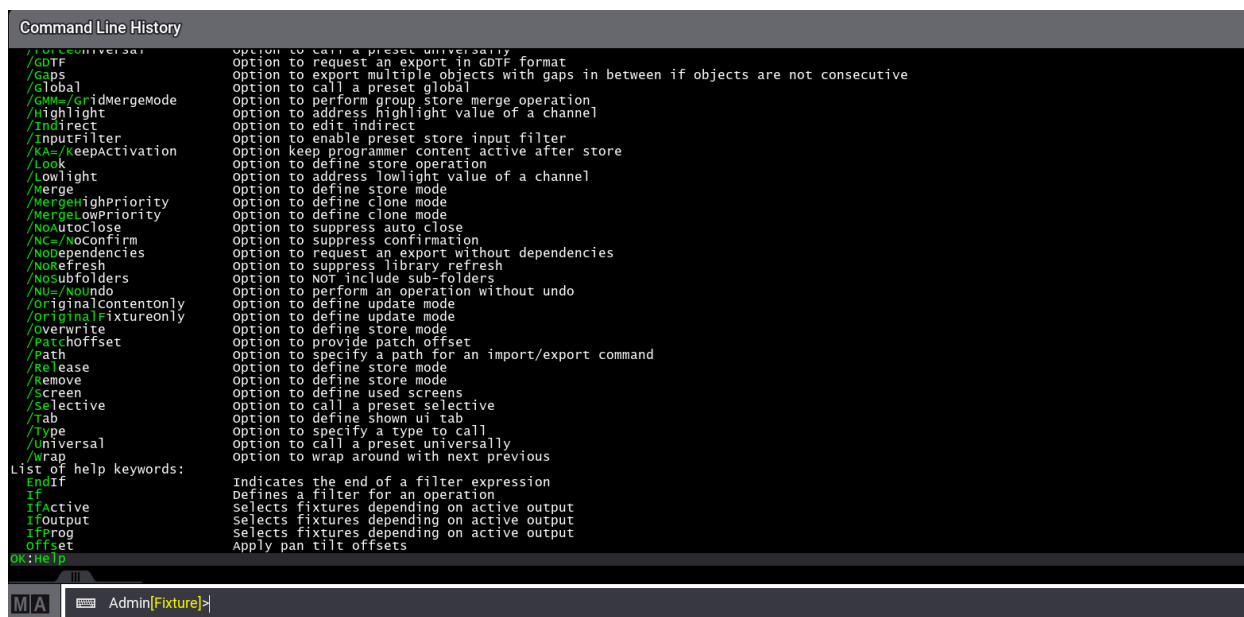 Command Line History
/ForceUniversal Option to call a preset universally
/GDTF Option to request an export in GDTF format
/Gaps Option to export multiple objects with gaps in between if objects are not consecutive
/Global Option to call a preset global
/GMM=/GridMergeMode Option to perform group store merge operation
/Highlight Option to address highlight value of a channel
/Indirect Option to edit indirect
/InputFilter Option to enable preset store input filter
/KA=/KeepActivation Option keep programmer content active after store
/Look Option to define store operation
/Lowlight Option to address lowlight value of a channel
/Merge Option to define store mode
/MergeHighPriority Option to define clone mode
/MergeLowPriority Option to define clone mode
/NoAutoClose Option to suppress auto close
/NC=/NoConfirm Option to suppress confirmation
/NoDependencies Option to request an export without dependencies
/NoRefresh Option to suppress library refresh
/NoSubfolders Option to NOT include sub-folders
/NU=/NoUndo Option to perform an operation without undo
/OriginalContentOnly Option to define update mode
/OriginalFixtureOnly Option to define update mode
/Overwrite Option to define store mode
/PatchOffset Option to provide patch offset
/Path Option to specify a path for an import/export command
/Release Option to define store mode
/Remove Option to define store mode
/Screen Option to define used screens
/Selective Option to call a preset selective
/Tab Option to define shown ui tab
/Type Option to specify a type to call
/Universal Option to call a preset universally
/Wrap Option to wrap around with next previous
List of help keywords:
EndIf Indicates the end of a filter expression
If Defines a filter for an operation
IfActive Selects fixtures depending on active output
IfOutput Selects fixtures depending on active output
IfProg Selects fixtures depending on active output
Offset Apply pan tilt offsets
OK:Help
MA Admin[Fixture]>